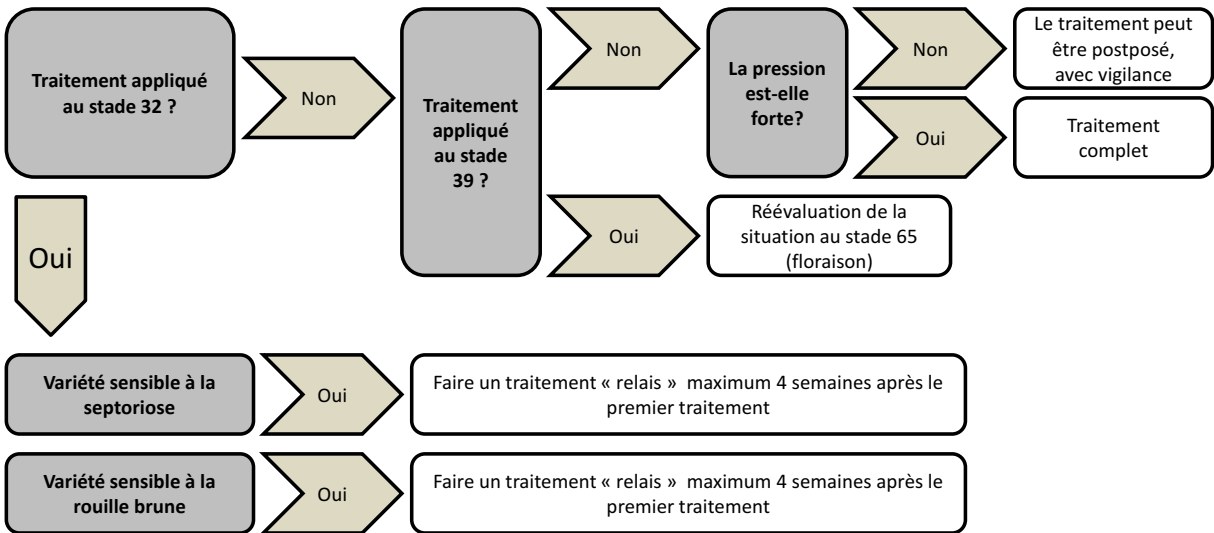 Traitement appliqué
au stade 32 ?
Non
Traitement
appliqué
au stade
39 ?
Non
La pression
est-elle
forte?
Non
Le traitement peut
être postposé,
avec vigilance
Oui
Traitement
complet
Oui
Réévaluation de la
situation au stade 65
(floraison)
Oui
Variété sensible à la
septoriose
Oui
Faire un traitement « relais »  maximum 4 semaines après le
premier traitement
Variété sensible à la
rouille brune
Oui
Faire un traitement « relais »  maximum 4 semaines après le
premier traitement